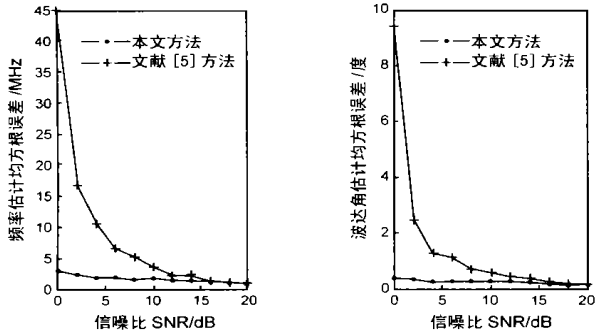 频率估计均方根误差/MHz
45
40
35
30
25
20
15
10
5
0
本文方法
文献[5]方法
0 5 10 15 20
信噪比 SNR/dB
波达角估计均方根误差/度
10
8
6
4
2
0
本文方法
文献[5]方法
0 5 10 15 20
信噪比 SNR/dB